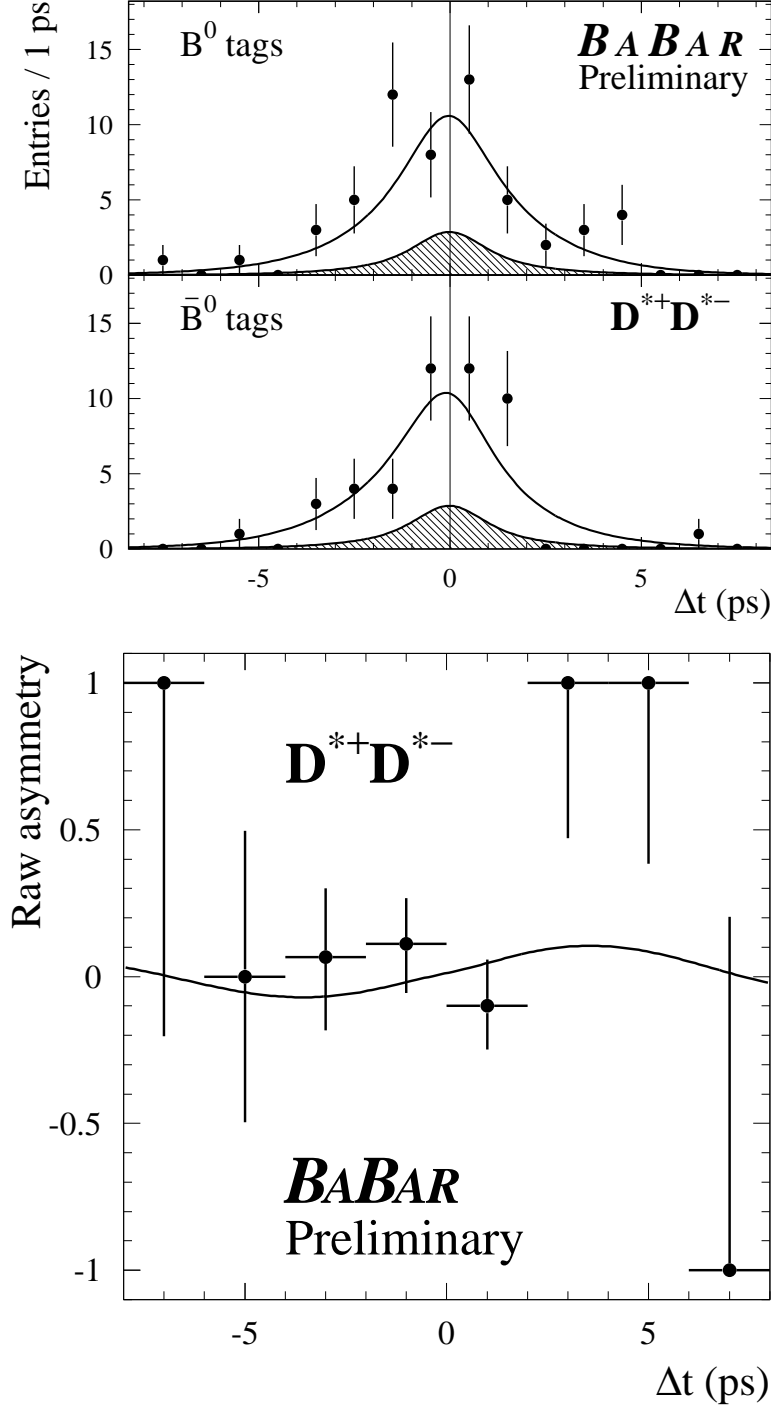 Entries / 1 ps
B⁰ tags
BABAR
Preliminary
15
10
5
0
B̄⁰ tags
D*+D*−
15
10
5
0
-5
0
5
Δt (ps)
Raw asymmetry
1
0.5
0
-0.5
-1
D*+D*−
BABAR
Preliminary
-5
0
5
Δt (ps)